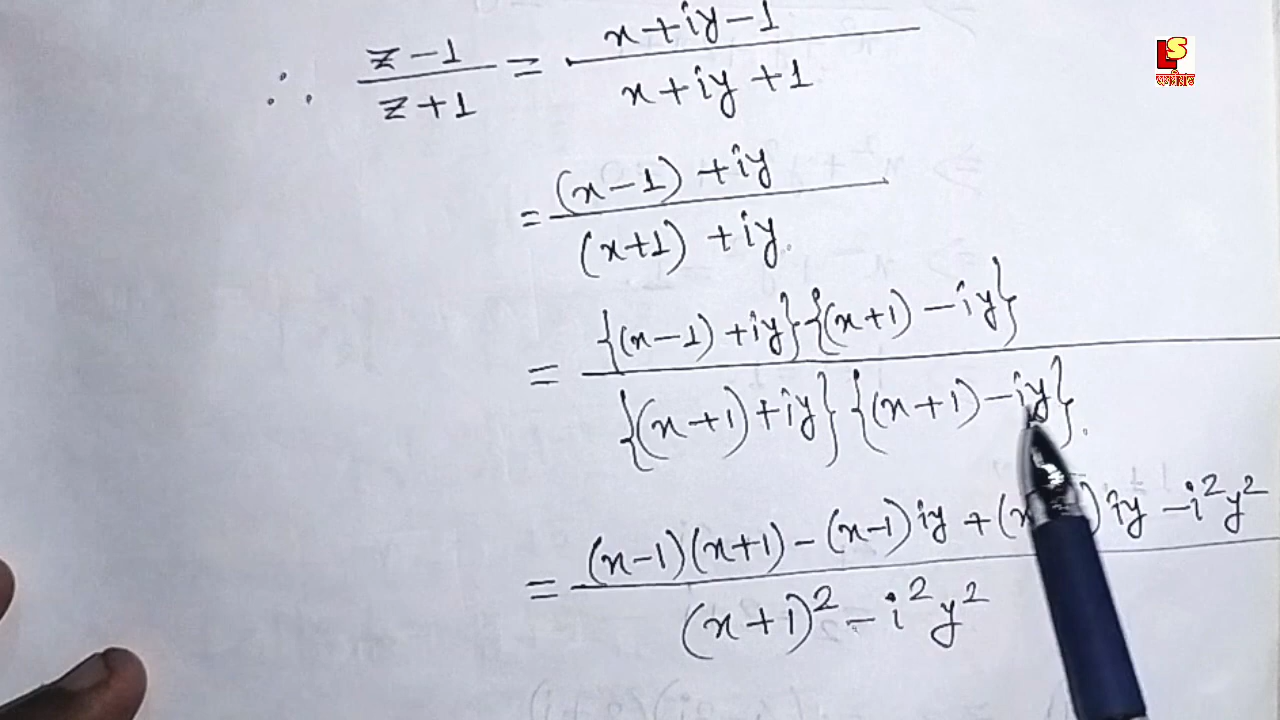 LS
∴ z-1/z+1 = x+iy-1/x+iy+1
= (x-1)+iy/(x+1)+iy.
= {(x-1)+iy}{(x+1)-iy}/{(x+1)+iy}{(x+1)-iy}.
= (x-1)(x+1)-(x-1)iy+(x )iy-i²y²/(x+1)²-i²y²